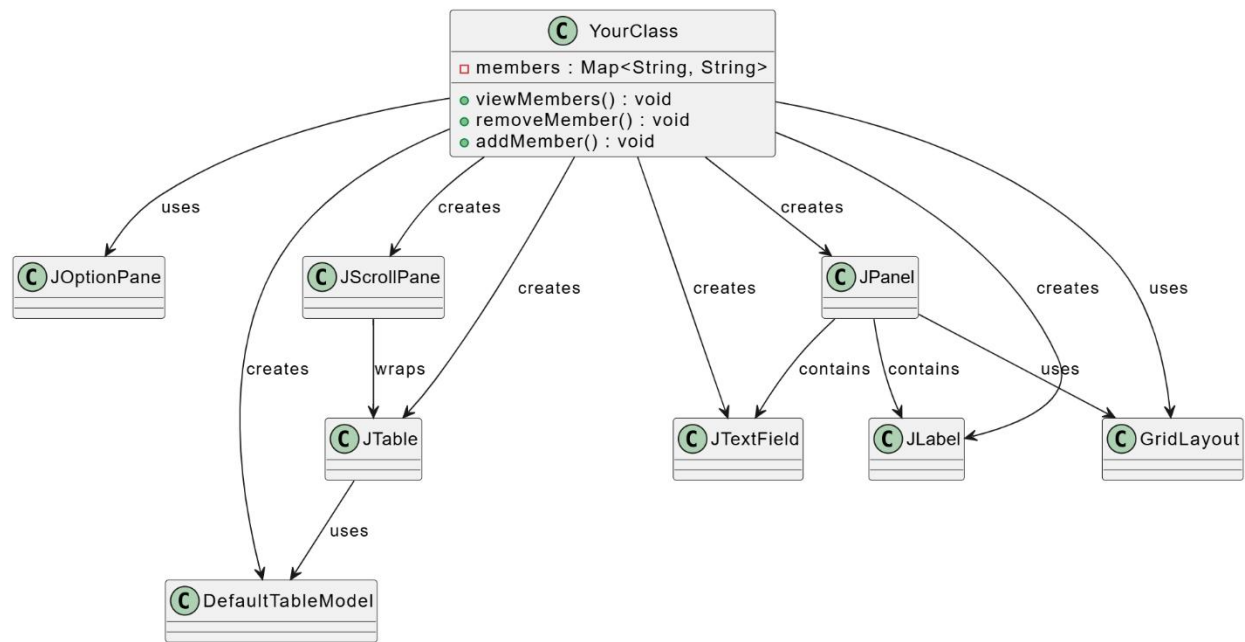 C YourClass
members : Map<String, String>
viewMembers() : void
removeMember() : void
addMember() : void
uses
creates
creates
C JOptionPane
C JScrollPane
C JPanel
creates
creates
creates
uses
creates
wraps
contains
contains
uses
C JTable
C JTextField
C JLabel
C GridLayout
uses
C DefaultTableModel